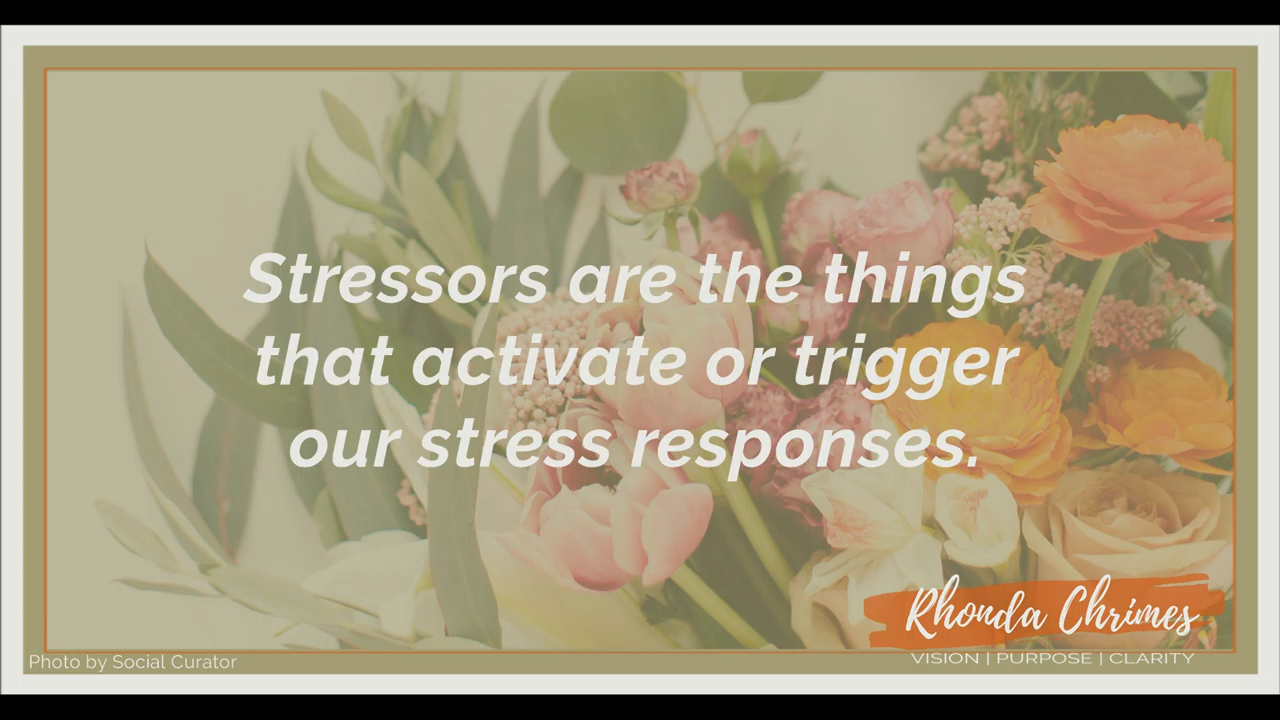 Stressors are the things
that activate or trigger
our stress responses.
Rhonda Chrimes
VISION | PURPOSE | CLARITY
Photo by Social Curator